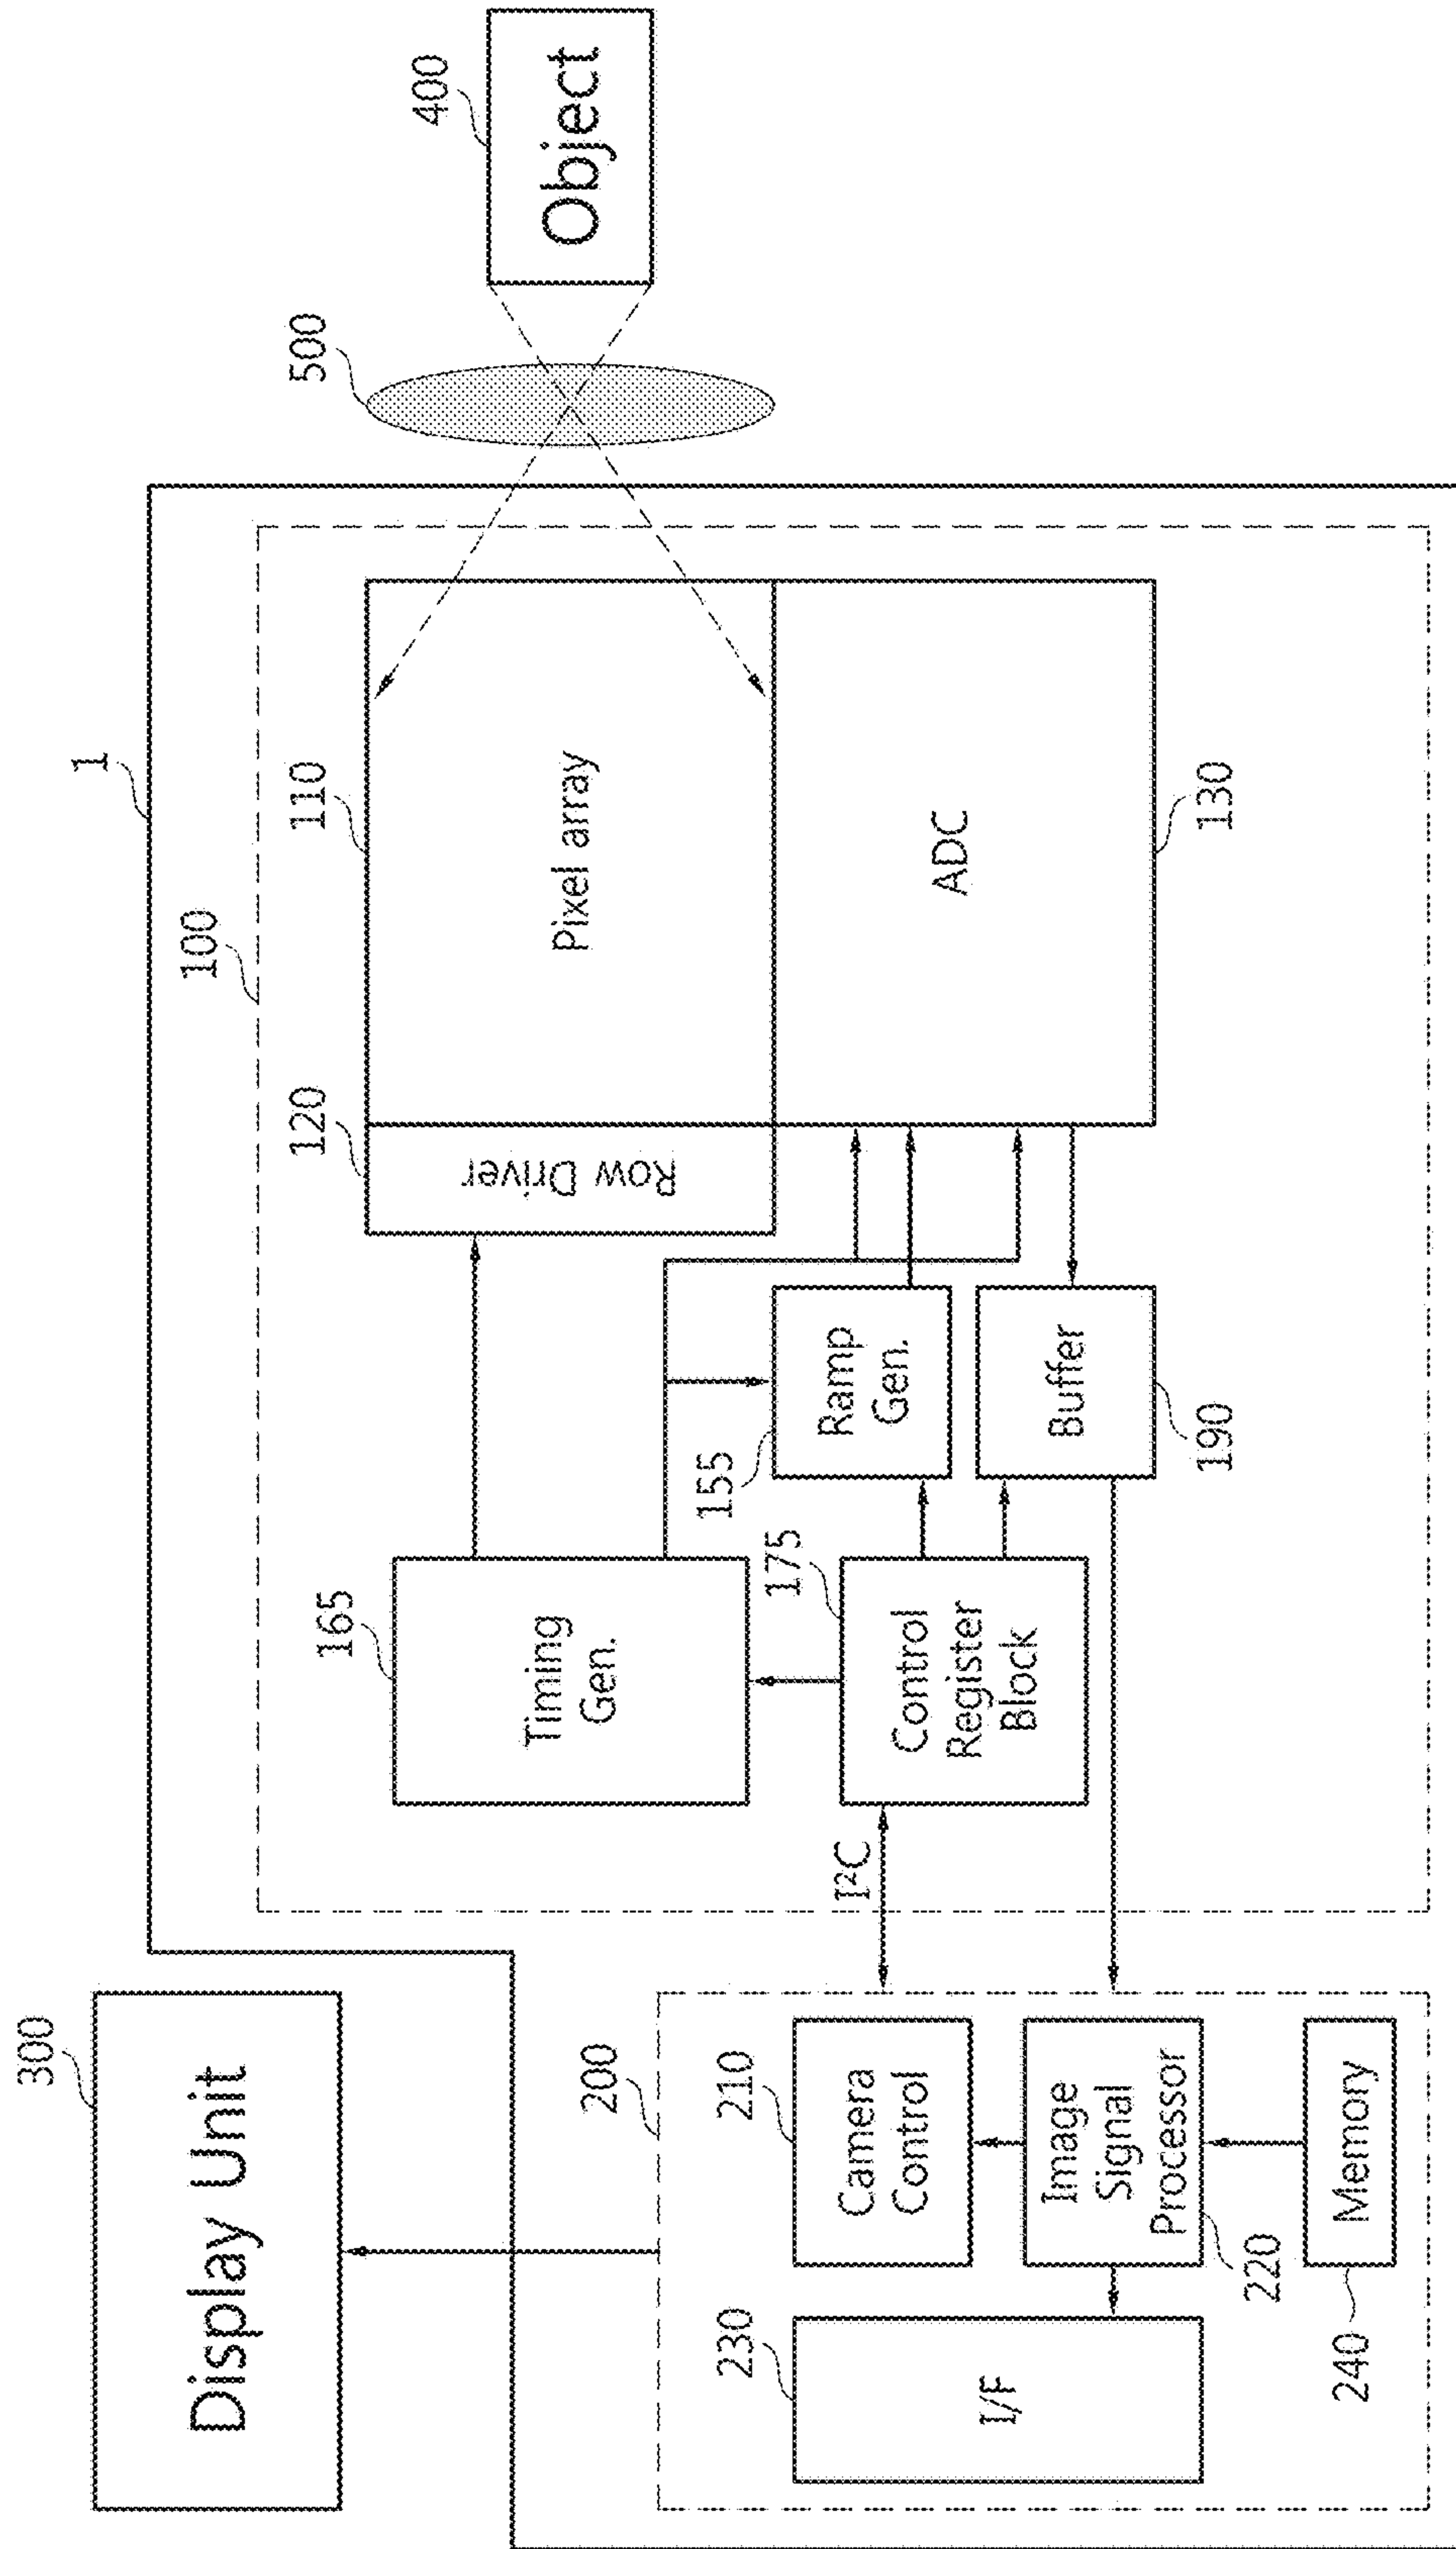 300
Display Unit
1
100
165
Timing
Gen.
120
Row Driver
110
Pixel array
500
400
Object
200
210
Camera
Control
I²C
175
Control
Register
Block
155
Ramp
Gen.
ADC
130
230
I/F
Image
Signal
Processor
220
Buffer
190
240
Memory